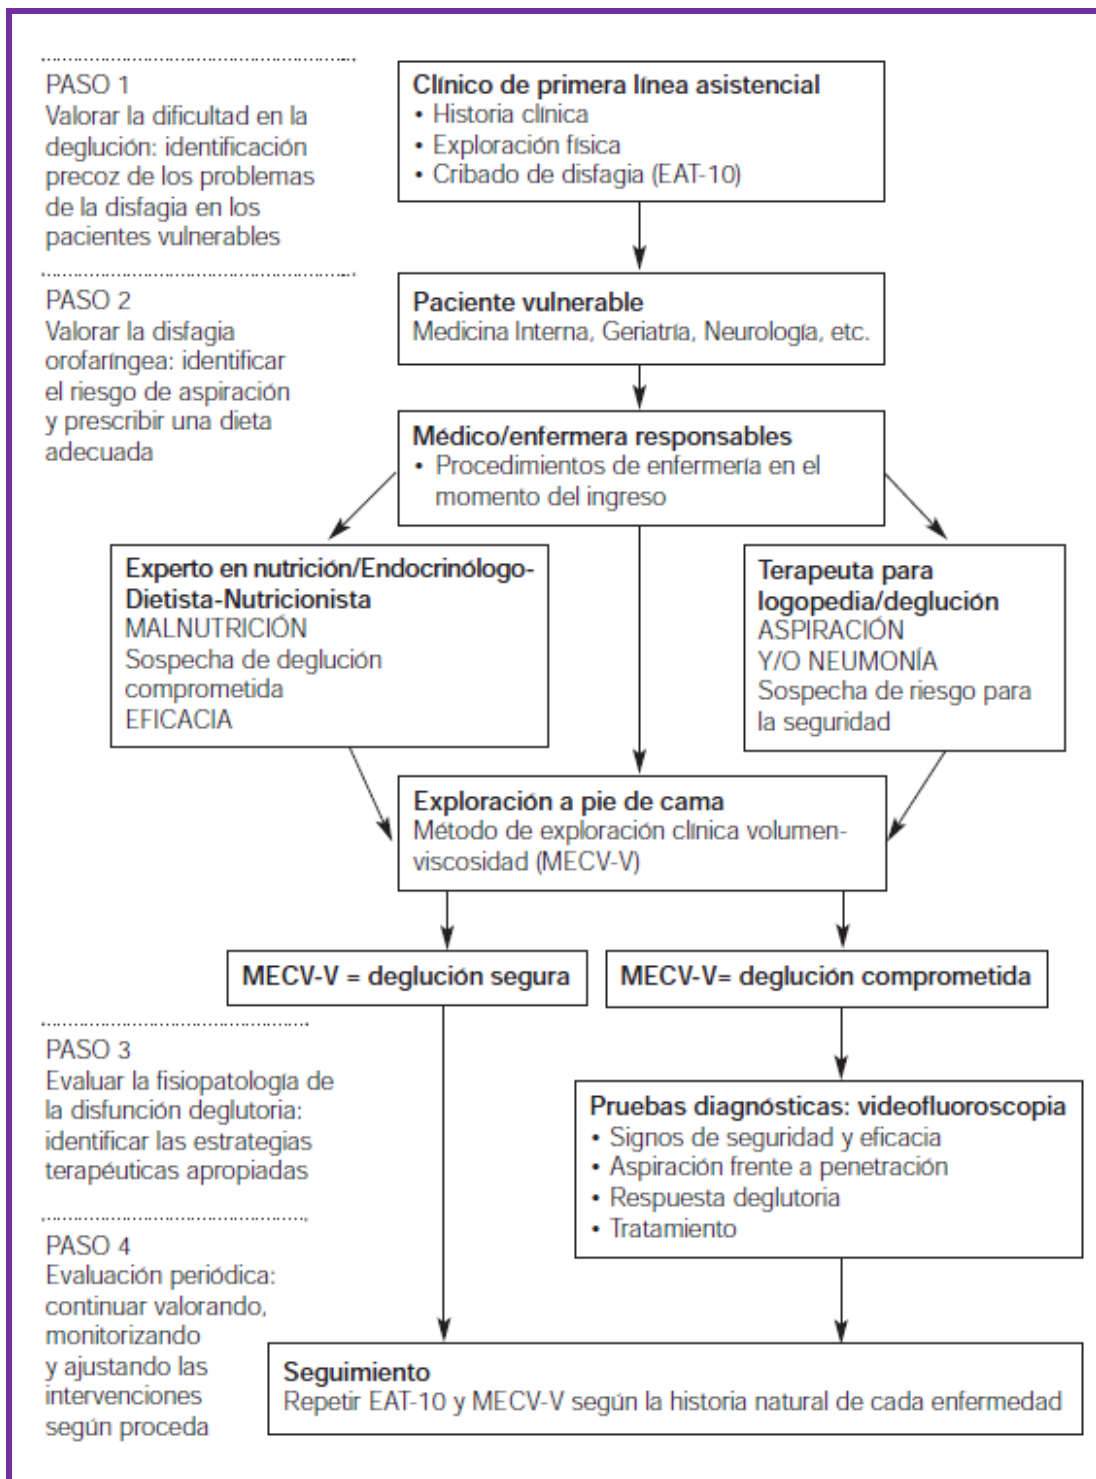 PASO 1
Valorar la dificultad en la
deglución: identificación
precoz de los problemas
de la disfagia en los
pacientes vulnerables
Clínico de primera línea asistencial
• Historia clínica
• Exploración física
• Cribado de disfagia (EAT-10)
PASO 2
Valorar la disfagia
orofaríngea: identificar
el riesgo de aspiración
y prescribir una dieta
adecuada
Paciente vulnerable
Medicina Interna, Geriatría, Neurología, etc.
Médico/enfermera responsables
• Procedimientos de enfermería en el
momento del ingreso
Experto en nutrición/Endocrinólogo-
Dietista-Nutricionista
MALNUTRICIÓN
Sospecha de deglución
comprometida
EFICACIA
Terapeuta para
logopedia/deglución
ASPIRACIÓN
Y/O NEUMONÍA
Sospecha de riesgo para
la seguridad
Exploración a pie de cama
Método de exploración clínica volumen-
viscosidad (MECV-V)
MECV-V = deglución segura
MECV-V= deglución comprometida
PASO 3
Evaluar la fisiopatología de
la disfunción deglutoria:
identificar las estrategias
terapéuticas apropiadas
Pruebas diagnósticas: videofluoroscopia
• Signos de seguridad y eficacia
• Aspiración frente a penetración
• Respuesta deglutoria
• Tratamiento
PASO 4
Evaluación periódica:
continuar valorando,
monitorizando
y ajustando las
intervenciones
según proceda
Seguimiento
Repetir EAT-10 y MECV-V según la historia natural de cada enfermedad